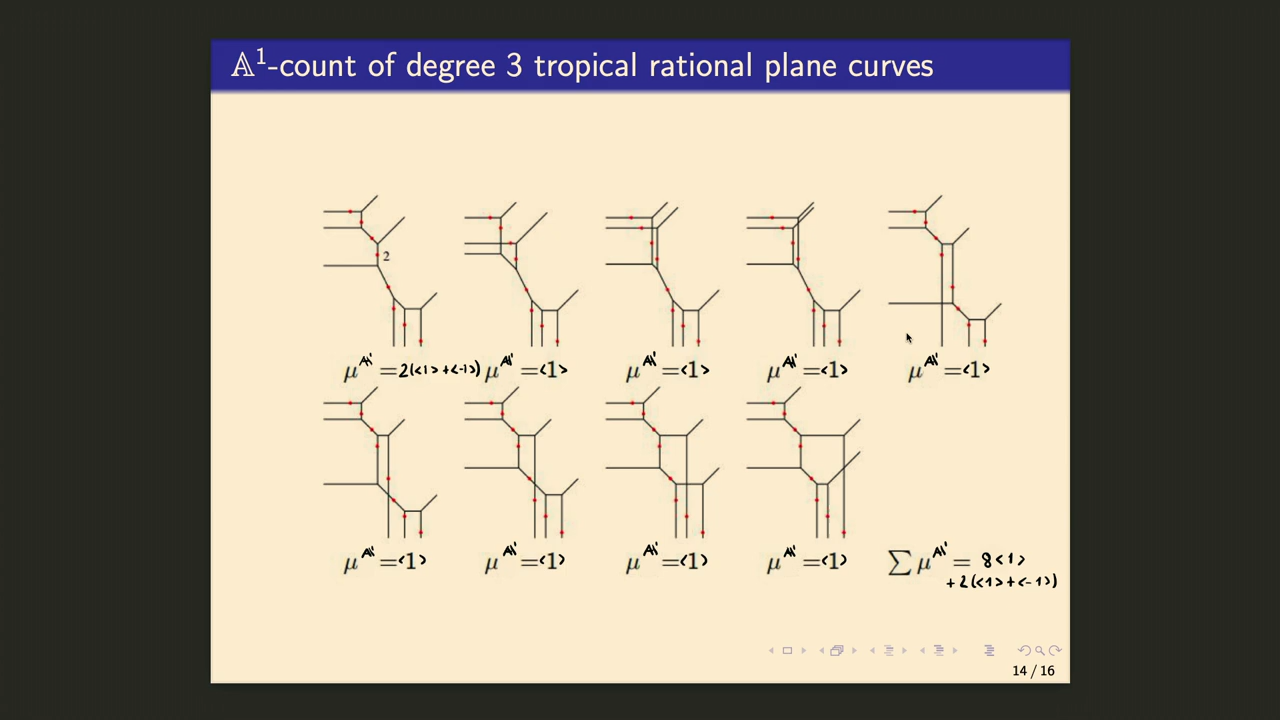 𝔸¹-count of degree 3 tropical rational plane curves
2
μ^𝔸¹ = 2(<1> + <-1>) μ^𝔸¹ = <1> μ^𝔸¹ = <1> μ^𝔸¹ = <1> μ^𝔸¹ = <1>
μ^𝔸¹ = <1> μ^𝔸¹ = <1> μ^𝔸¹ = <1> μ^𝔸¹ = <1> ∑ μ^𝔸¹ = 8<1>
+ 2(<1> + <-1>)
14 / 16